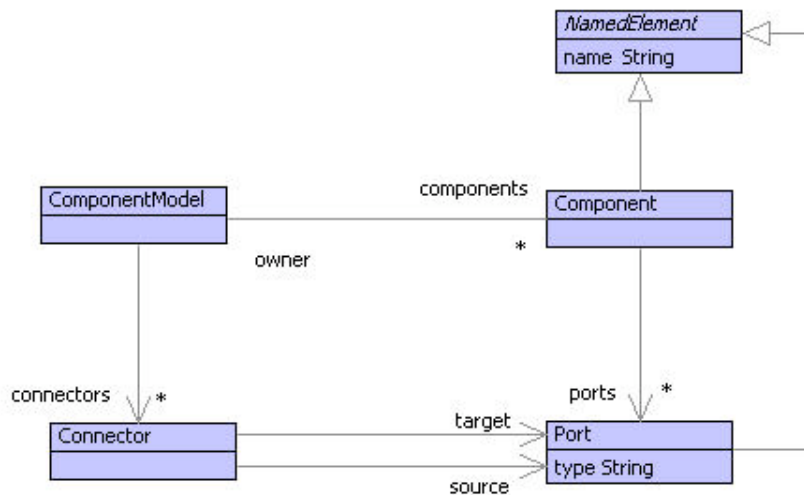 NamedElement
name String
ComponentModel
components
Component
owner
*
connectors
*
ports
*
Connector
target
Port
type String
source